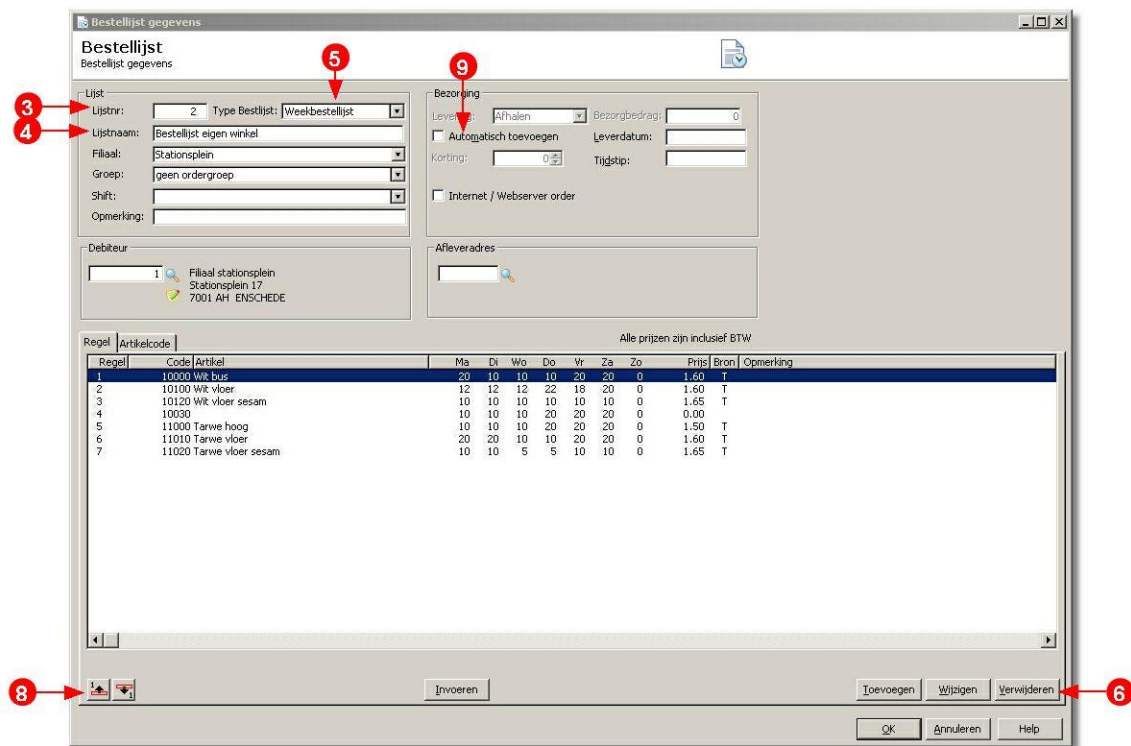 Bestellijst gegevens
Bestellijst
Bestellijst gegevens
5
9
Lijst
3
Lijstnr: 2 Type Bestlijst: Weekbestellijst
4
Lijstnaam: Bestellijst eigen winkel
Filiaal: Stationsplein
Groep: geen ordergroep
Shift:
Opmerking:
Bezorging
Levering: Afhalen Bezorgbedrag: 0
Automatisch toevoegen Leverdatum:
Korting: 0 Tijdstip:
Internet / Webserver order
Debiteur
1 Filiaal stationsplein
Stationsplein 17
7001 AH ENSCHEDE
Afleveradres
Regel Artikelcode Alle prijzen zijn inclusief BTW
Regel Code Artikel Ma Di Wo Do Vr Za Zo Prijs Bron Opmerking
1 10000 Wit bus 20 10 10 10 20 20 0 1.60 T
2 10100 Wit vloer 12 12 12 22 18 20 0 1.60 T
3 10120 Wit vloer sesam 10 10 10 10 10 10 0 1.65 T
4 10030 10 10 10 20 20 20 0 0.00
5 11000 Tarwe hoog 10 10 10 20 20 20 0 1.50 T
6 11010 Tarwe vloer 20 20 10 10 20 20 0 1.60 T
7 11020 Tarwe vloer sesam 10 10 5 5 10 10 0 1.65 T
8
1 1 Invoeren Toevoegen Wijzigen Verwijderen
6
OK Annuleren Help